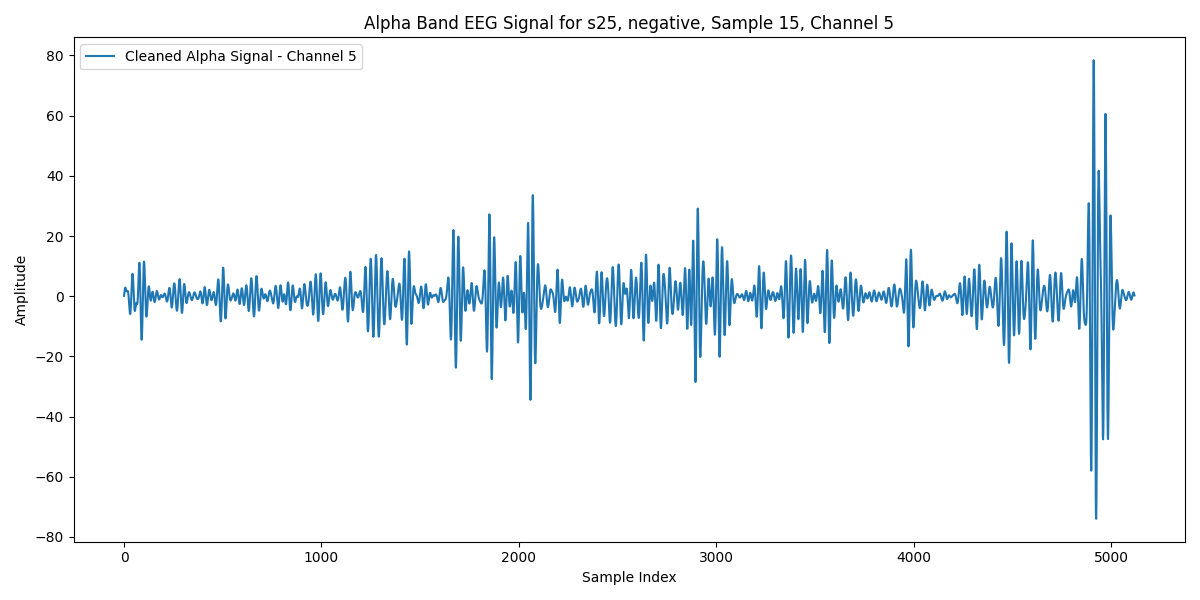 Alpha Band EEG Signal for s25, negative, Sample 15, Channel 5
Cleaned Alpha Signal - Channel 5
Amplitude
80
60
40
20
0
−20
−40
−60
−80
0 1000 2000 3000 4000 5000
Sample Index